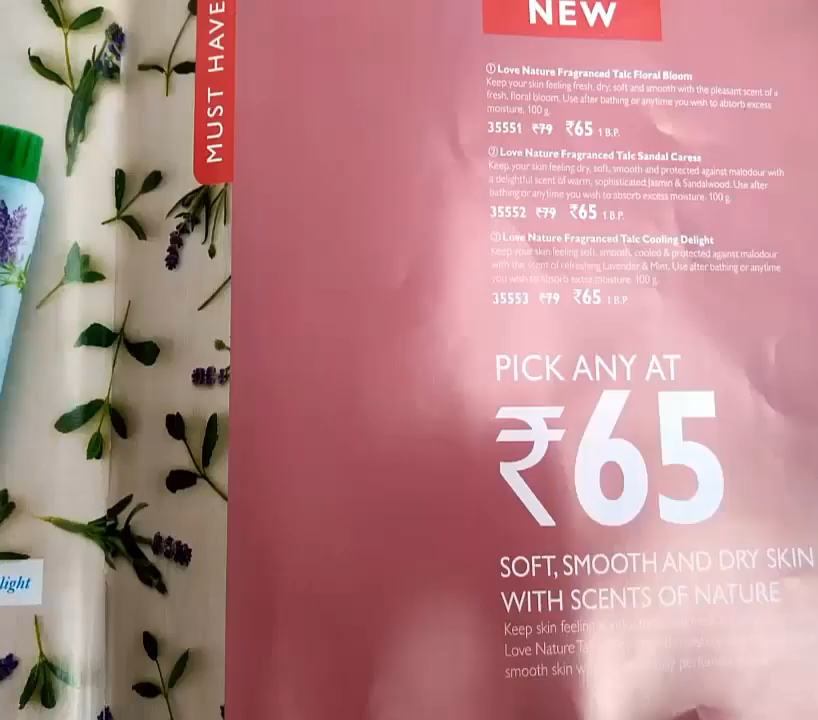 MUST HAVE
NEW
① Love Nature Fragranced Talc Floral Bloom
Keep your skin feeling fresh, dry, soft and smooth with the pleasant scent of a
fresh, floral bloom. Use after bathing or anytime you wish to absorb excess
moisture. 100 g.
35551 ₹79 ₹65 1 B.P.
② Love Nature Fragranced Talc Sandal Caress
Keep your skin feeling dry, soft, smooth and protected against malodour with
a delightful scent of warm, sophisticated Jasmin & Sandalwood. Use after
bathing or anytime you wish to absorb excess moisture. 100 g.
35552 ₹79 ₹65 1 B.P.
③ Love Nature Fragranced Talc Cooling Delight
Keep your skin feeling soft, smooth, cooled & protected against malodour
with the scent of refreshing Lavender & Mint. Use after bathing or anytime
you wish to absorb extra moisture. 100 g.
35553 ₹79 ₹65 1 B.P
PICK ANY AT
₹65
SOFT, SMOOTH AND DRY SKIN
WITH SCENTS OF NATURE
Keep skin feeling
Love Nature
smooth skin
light